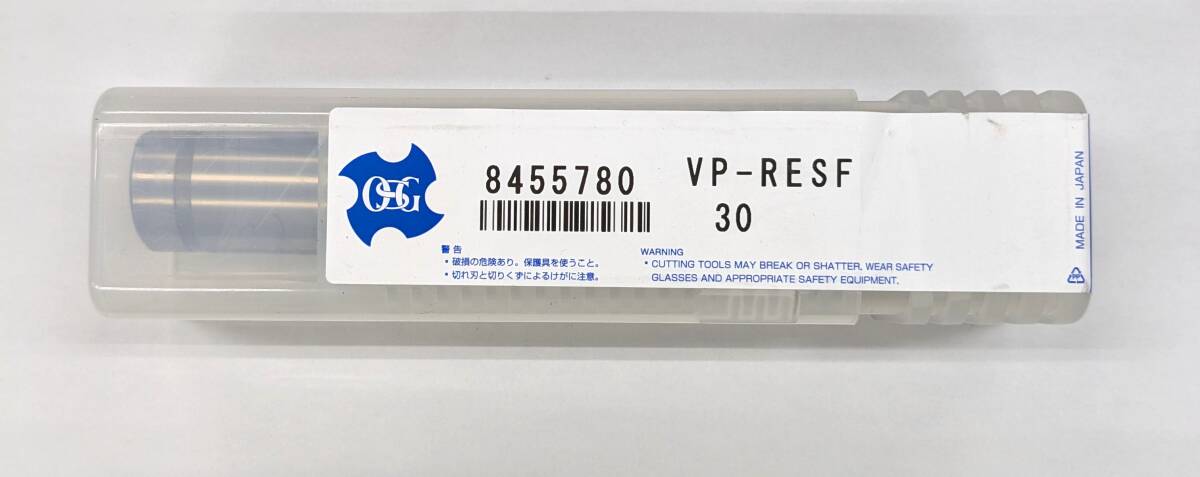 OSG
8455780
VP-RESF
30
警告
・破損の危険あり。保護具を使うこと。
・切れ刃と切りくずによるけがに注意。
WARNING
・CUTTING TOOLS MAY BREAK OR SHATTER. WEAR SAFETY
GLASSES AND APPROPRIATE SAFETY EQUIPMENT.
MADE IN JAPAN
PP